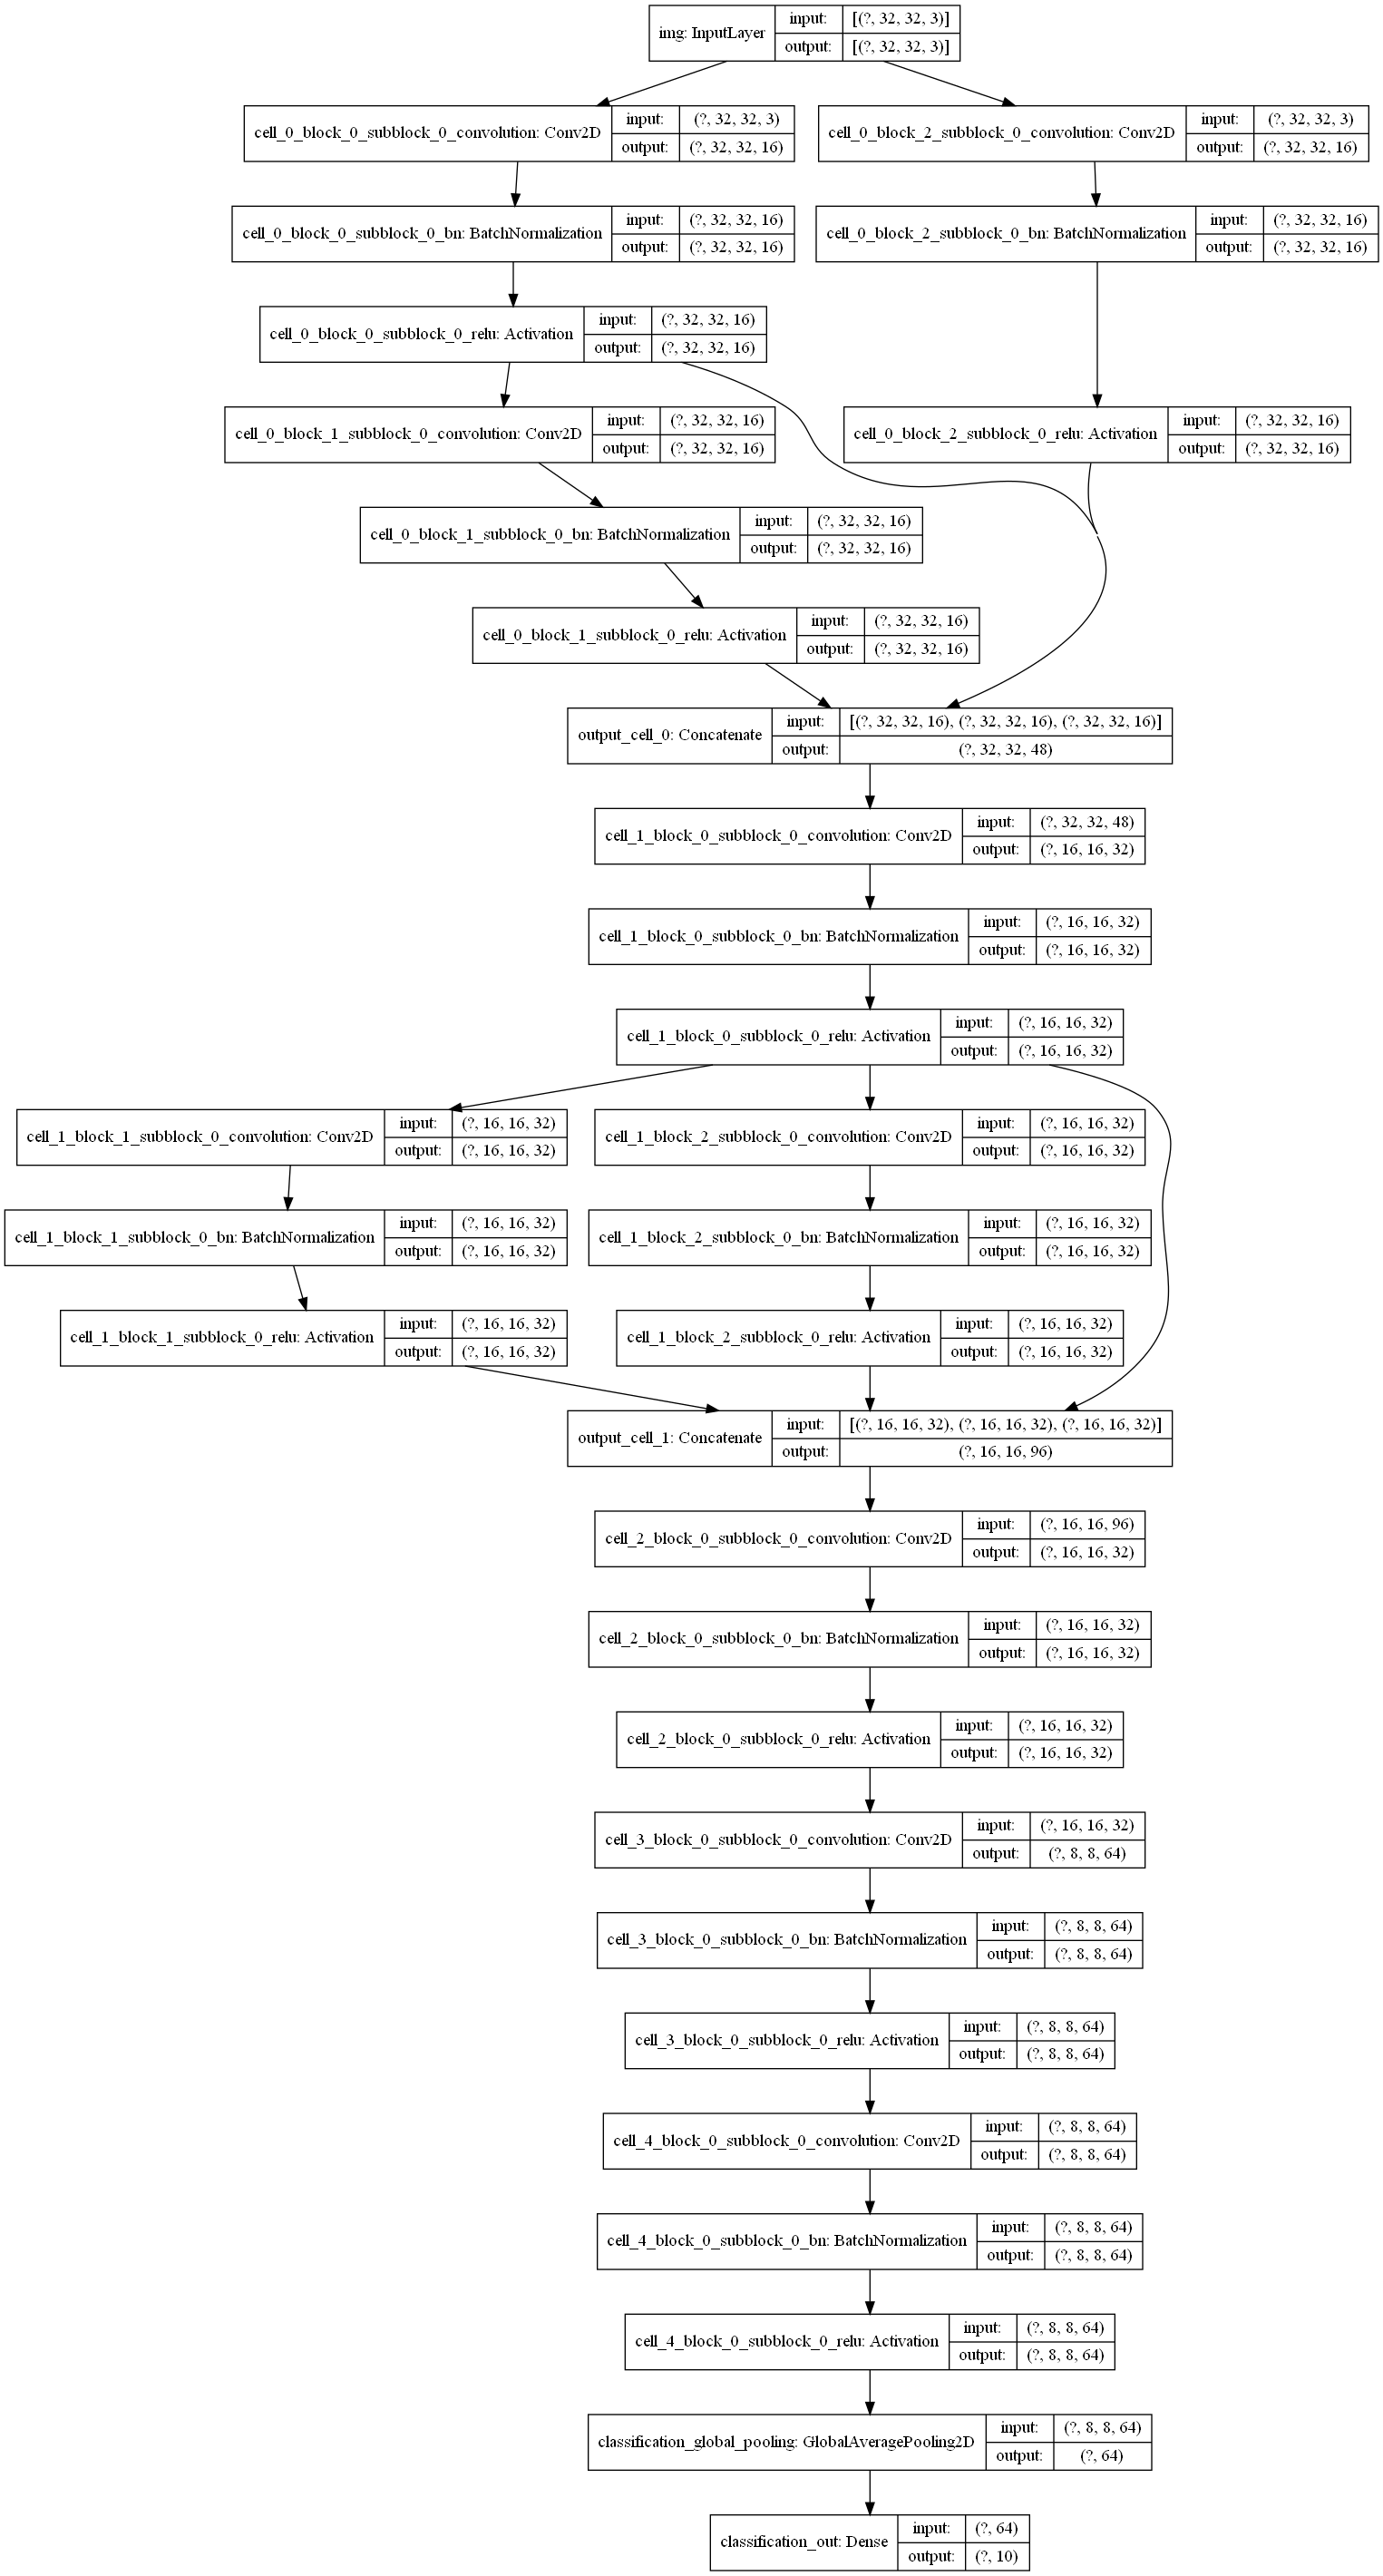 img: InputLayer
input:
[(?, 32, 32, 3)]
output:
[(?, 32, 32, 3)]
cell_0_block_0_subblock_0_convolution: Conv2D
input:
(?, 32, 32, 3)
output:
(?, 32, 32, 16)
cell_0_block_2_subblock_0_convolution: Conv2D
input:
(?, 32, 32, 3)
output:
(?, 32, 32, 16)
cell_0_block_0_subblock_0_bn: BatchNormalization
input:
(?, 32, 32, 16)
output:
(?, 32, 32, 16)
cell_0_block_2_subblock_0_bn: BatchNormalization
input:
(?, 32, 32, 16)
output:
(?, 32, 32, 16)
cell_0_block_0_subblock_0_relu: Activation
input:
(?, 32, 32, 16)
output:
(?, 32, 32, 16)
cell_0_block_1_subblock_0_convolution: Conv2D
input:
(?, 32, 32, 16)
output:
(?, 32, 32, 16)
cell_0_block_2_subblock_0_relu: Activation
input:
(?, 32, 32, 16)
output:
(?, 32, 32, 16)
cell_0_block_1_subblock_0_bn: BatchNormalization
input:
(?, 32, 32, 16)
output:
(?, 32, 32, 16)
cell_0_block_1_subblock_0_relu: Activation
input:
(?, 32, 32, 16)
output:
(?, 32, 32, 16)
output_cell_0: Concatenate
input:
[(?, 32, 32, 16), (?, 32, 32, 16), (?, 32, 32, 16)]
output:
(?, 32, 32, 48)
cell_1_block_0_subblock_0_convolution: Conv2D
input:
(?, 32, 32, 48)
output:
(?, 16, 16, 32)
cell_1_block_0_subblock_0_bn: BatchNormalization
input:
(?, 16, 16, 32)
output:
(?, 16, 16, 32)
cell_1_block_0_subblock_0_relu: Activation
input:
(?, 16, 16, 32)
output:
(?, 16, 16, 32)
cell_1_block_1_subblock_0_convolution: Conv2D
input:
(?, 16, 16, 32)
output:
(?, 16, 16, 32)
cell_1_block_2_subblock_0_convolution: Conv2D
input:
(?, 16, 16, 32)
output:
(?, 16, 16, 32)
cell_1_block_1_subblock_0_bn: BatchNormalization
input:
(?, 16, 16, 32)
output:
(?, 16, 16, 32)
cell_1_block_2_subblock_0_bn: BatchNormalization
input:
(?, 16, 16, 32)
output:
(?, 16, 16, 32)
cell_1_block_1_subblock_0_relu: Activation
input:
(?, 16, 16, 32)
output:
(?, 16, 16, 32)
cell_1_block_2_subblock_0_relu: Activation
input:
(?, 16, 16, 32)
output:
(?, 16, 16, 32)
output_cell_1: Concatenate
input:
[(?, 16, 16, 32), (?, 16, 16, 32), (?, 16, 16, 32)]
output:
(?, 16, 16, 96)
cell_2_block_0_subblock_0_convolution: Conv2D
input:
(?, 16, 16, 96)
output:
(?, 16, 16, 32)
cell_2_block_0_subblock_0_bn: BatchNormalization
input:
(?, 16, 16, 32)
output:
(?, 16, 16, 32)
cell_2_block_0_subblock_0_relu: Activation
input:
(?, 16, 16, 32)
output:
(?, 16, 16, 32)
cell_3_block_0_subblock_0_convolution: Conv2D
input:
(?, 16, 16, 32)
output:
(?, 8, 8, 64)
cell_3_block_0_subblock_0_bn: BatchNormalization
input:
(?, 8, 8, 64)
output:
(?, 8, 8, 64)
cell_3_block_0_subblock_0_relu: Activation
input:
(?, 8, 8, 64)
output:
(?, 8, 8, 64)
cell_4_block_0_subblock_0_convolution: Conv2D
input:
(?, 8, 8, 64)
output:
(?, 8, 8, 64)
cell_4_block_0_subblock_0_bn: BatchNormalization
input:
(?, 8, 8, 64)
output:
(?, 8, 8, 64)
cell_4_block_0_subblock_0_relu: Activation
input:
(?, 8, 8, 64)
output:
(?, 8, 8, 64)
classification_global_pooling: GlobalAveragePooling2D
input:
(?, 8, 8, 64)
output:
(?, 64)
classification_out: Dense
input:
(?, 64)
output:
(?, 10)